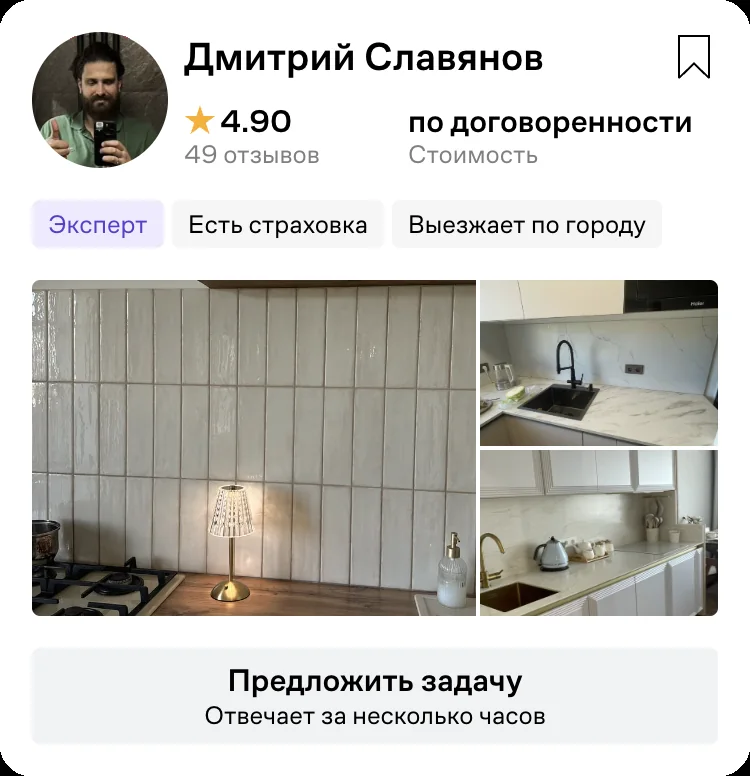 Дмитрий Славянов
4.90
по договоренности
49 отзывов
Стоимость
Эксперт
Есть страховка
Выезжает по городу
Haier
Предложить задачу
Отвечает за несколько часов